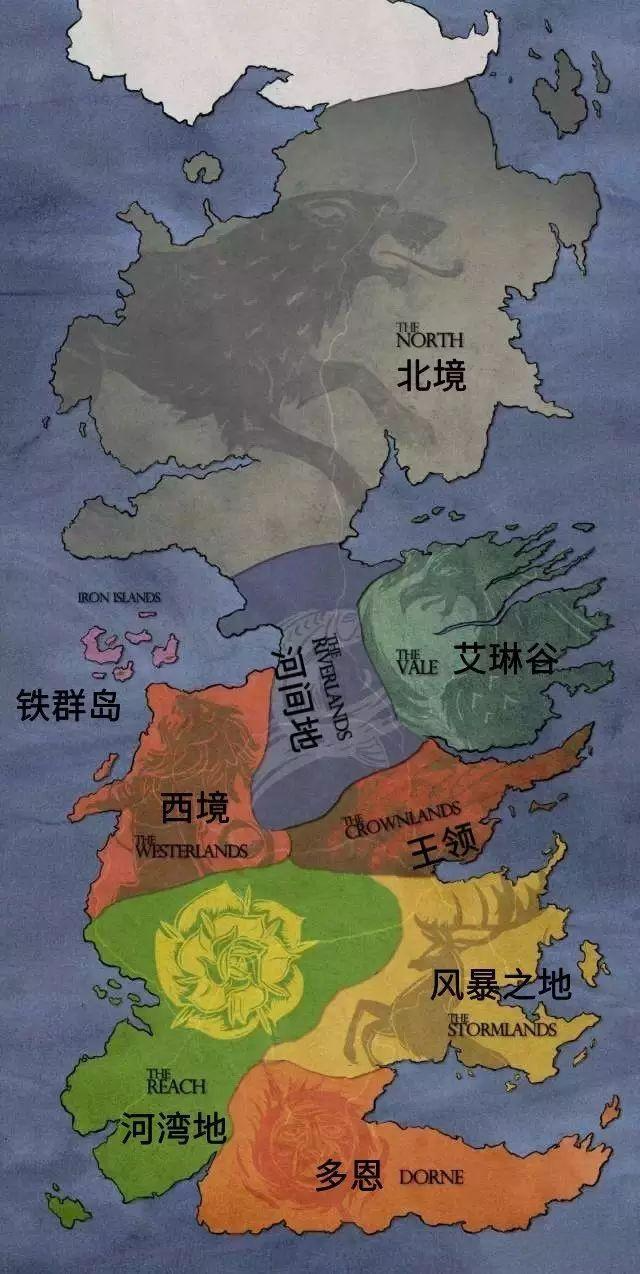 THE
NORTH
北境
IRON ISLANDS
铁群岛
THE
RIVERLANDS
河间地
THE
VALE
艾琳谷
西境
THE
WESTERLANDS
THE
CROWNLANDS
王领
风暴之地
THE
STORMLANDS
THE
REACH
河湾地
多恩 DORNE